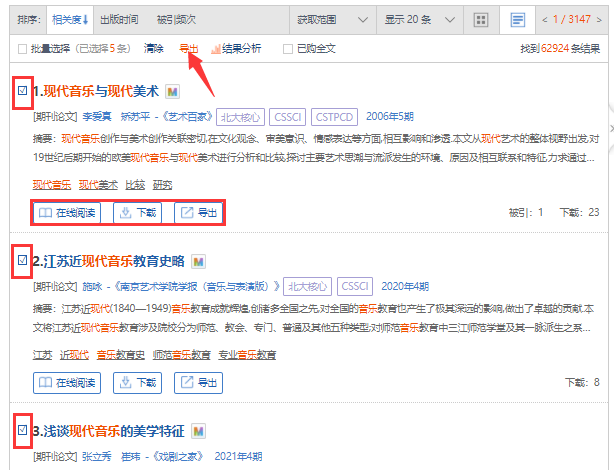 排序: 相关度↓ 出版时间 被引频次 获取范围 显示 20 条 < 1 / 3147 >
批量选择 (已选择 5 条) 清除 导出 结果分析 已购全文 找到 62924 条结果
1.现代音乐与现代美术 M
[期刊论文] 李爱真 矫苏平 -《艺术百家》 北大核心 CSSCI CSTPCD 2006年5期
摘要: 现代音乐创作与美术创作关联密切,在文化观念、审美意识、情感表达等方面,相互影响和渗透.本文从现代艺术的整体视野出发,对
19世纪后期开始的欧美现代音乐与现代美术进行分析和比较,探讨主要艺术思潮与流派发生的环境、原因及相互联系和特征,力求通过...
现代音乐 现代美术 比较 研究
在线阅读 下载 导出 被引: 1 下载: 23
2.江苏近现代音乐教育史略 M
[期刊论文] 施咏 -《南京艺术学院学报（音乐与表演版）》 北大核心 CSSCI 2020年4期
摘要: 江苏近现代(1840—1949)音乐教育成就辉煌,创诸多全国之先,对全国的音乐教育也产生了极其深远的影响,做出了卓越的贡献.本
文将江苏近现代音乐教育涉及院校分为师范、教会、专门、普通及其他五种类型;对师范音乐教育中三江师范学堂及其一脉派生之系...
江苏 近现代 音乐教育史 师范音乐教育 专业音乐教育
在线阅读 下载 导出 下载: 8
3.浅谈现代音乐的美学特征 M
[期刊论文] 张立秀 崔玮 -《戏剧之家》 2021年4期